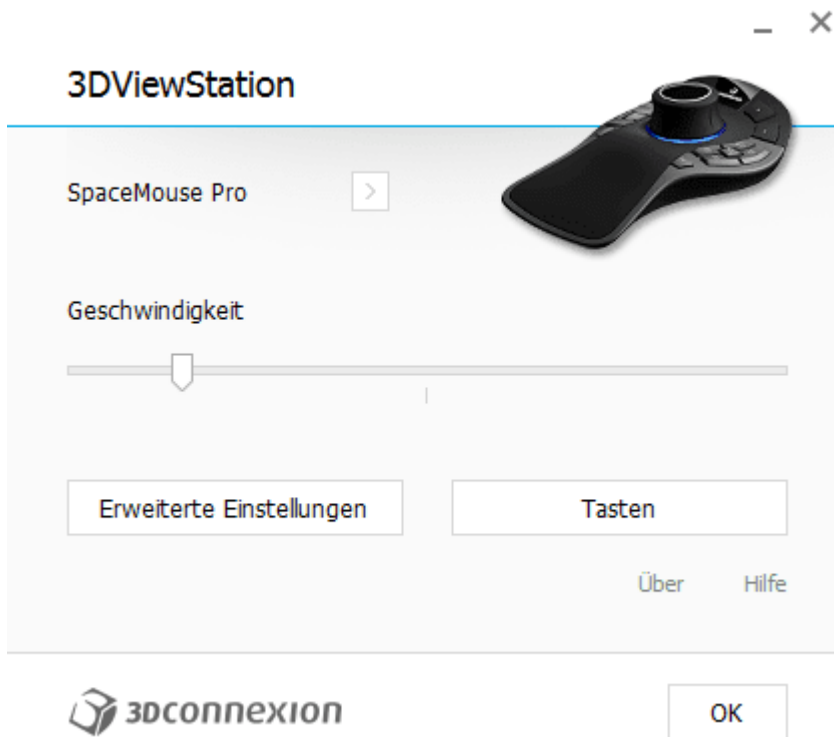 3DViewStation
SpaceMouse Pro
Geschwindigkeit
Erweiterte Einstellungen
Tasten
Über
Hilfe
3Dconnexion
OK